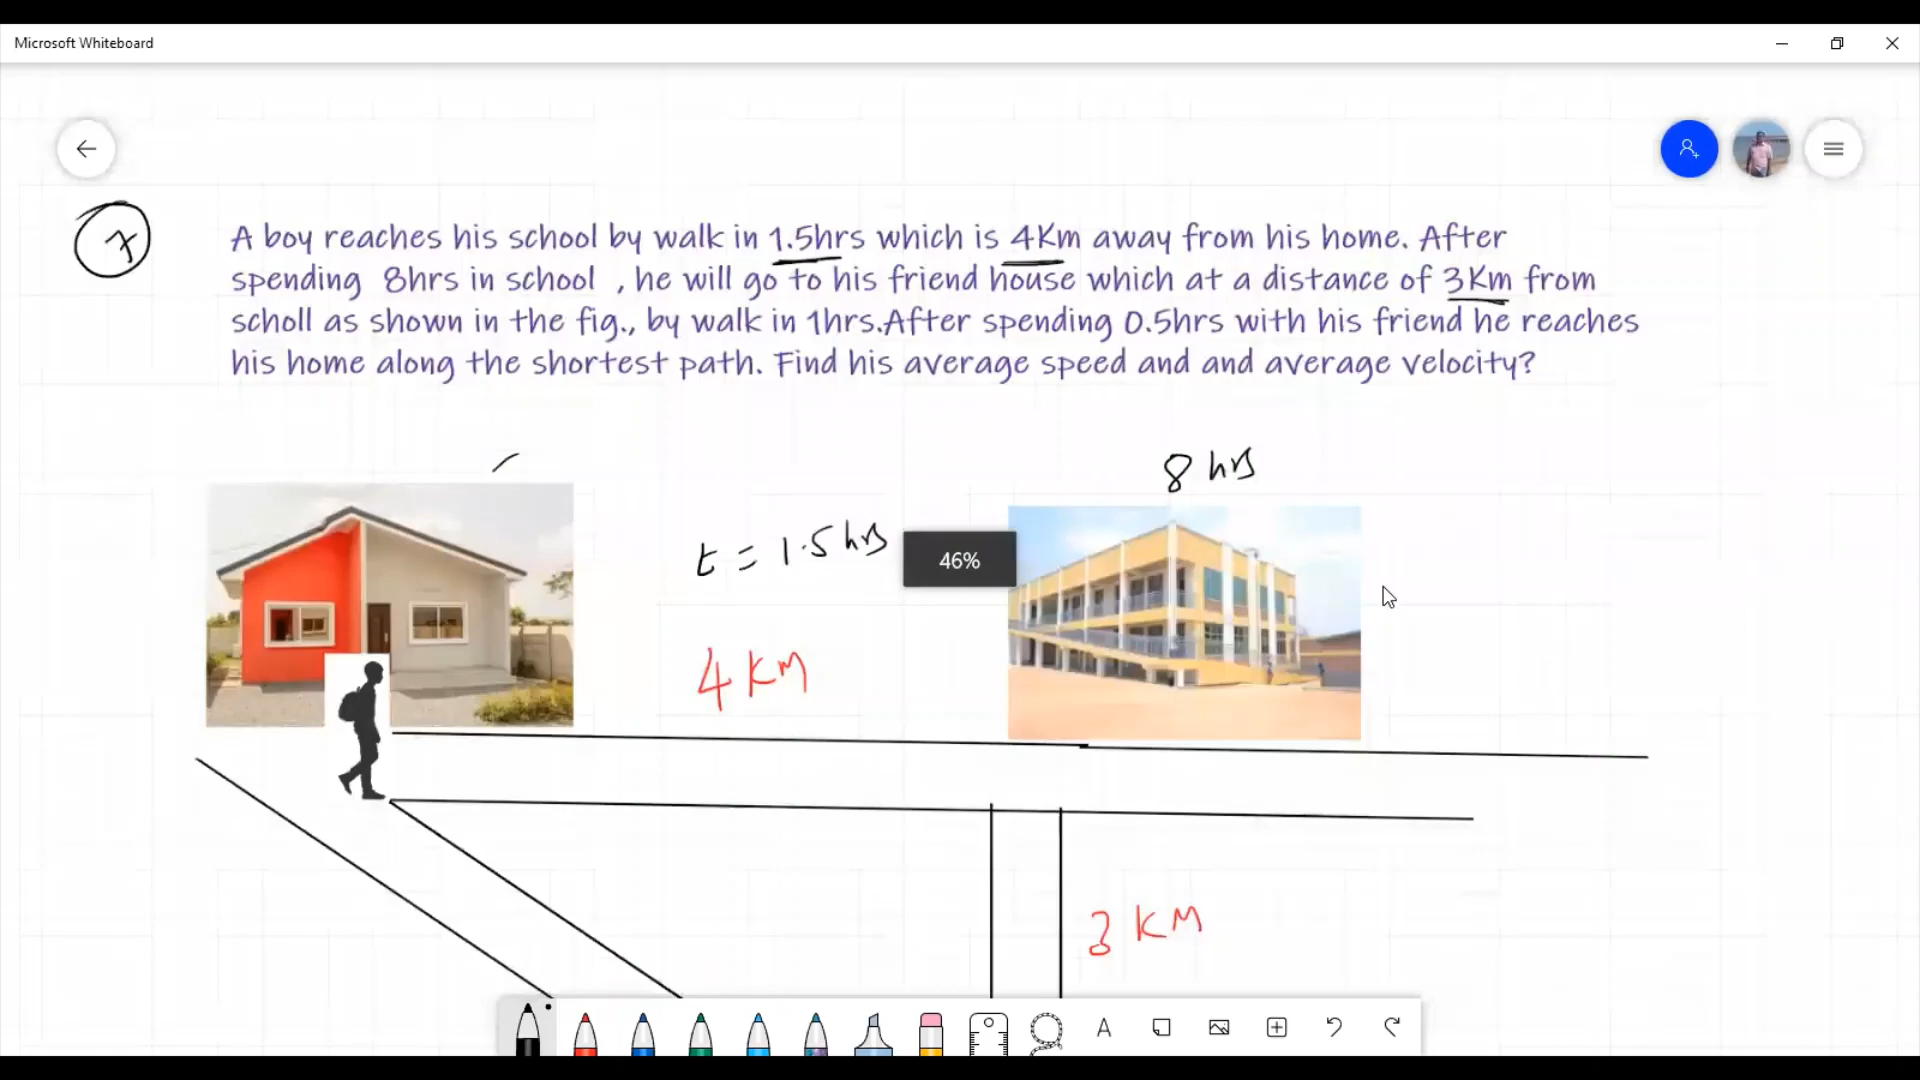 Microsoft Whiteboard
7
A boy reaches his school by walk in 1.5hrs which is 4Km away from his home. After
spending 8hrs in school , he will go to his friend house which at a distance of 3Km from
scholl as shown in the fig., by walk in 1hrs.After spending 0.5hrs with his friend he reaches
his home along the shortest path. Find his average speed and and average velocity?
8 hrs
t = 1.5 hrs
46%
4 KM
3 KM
A